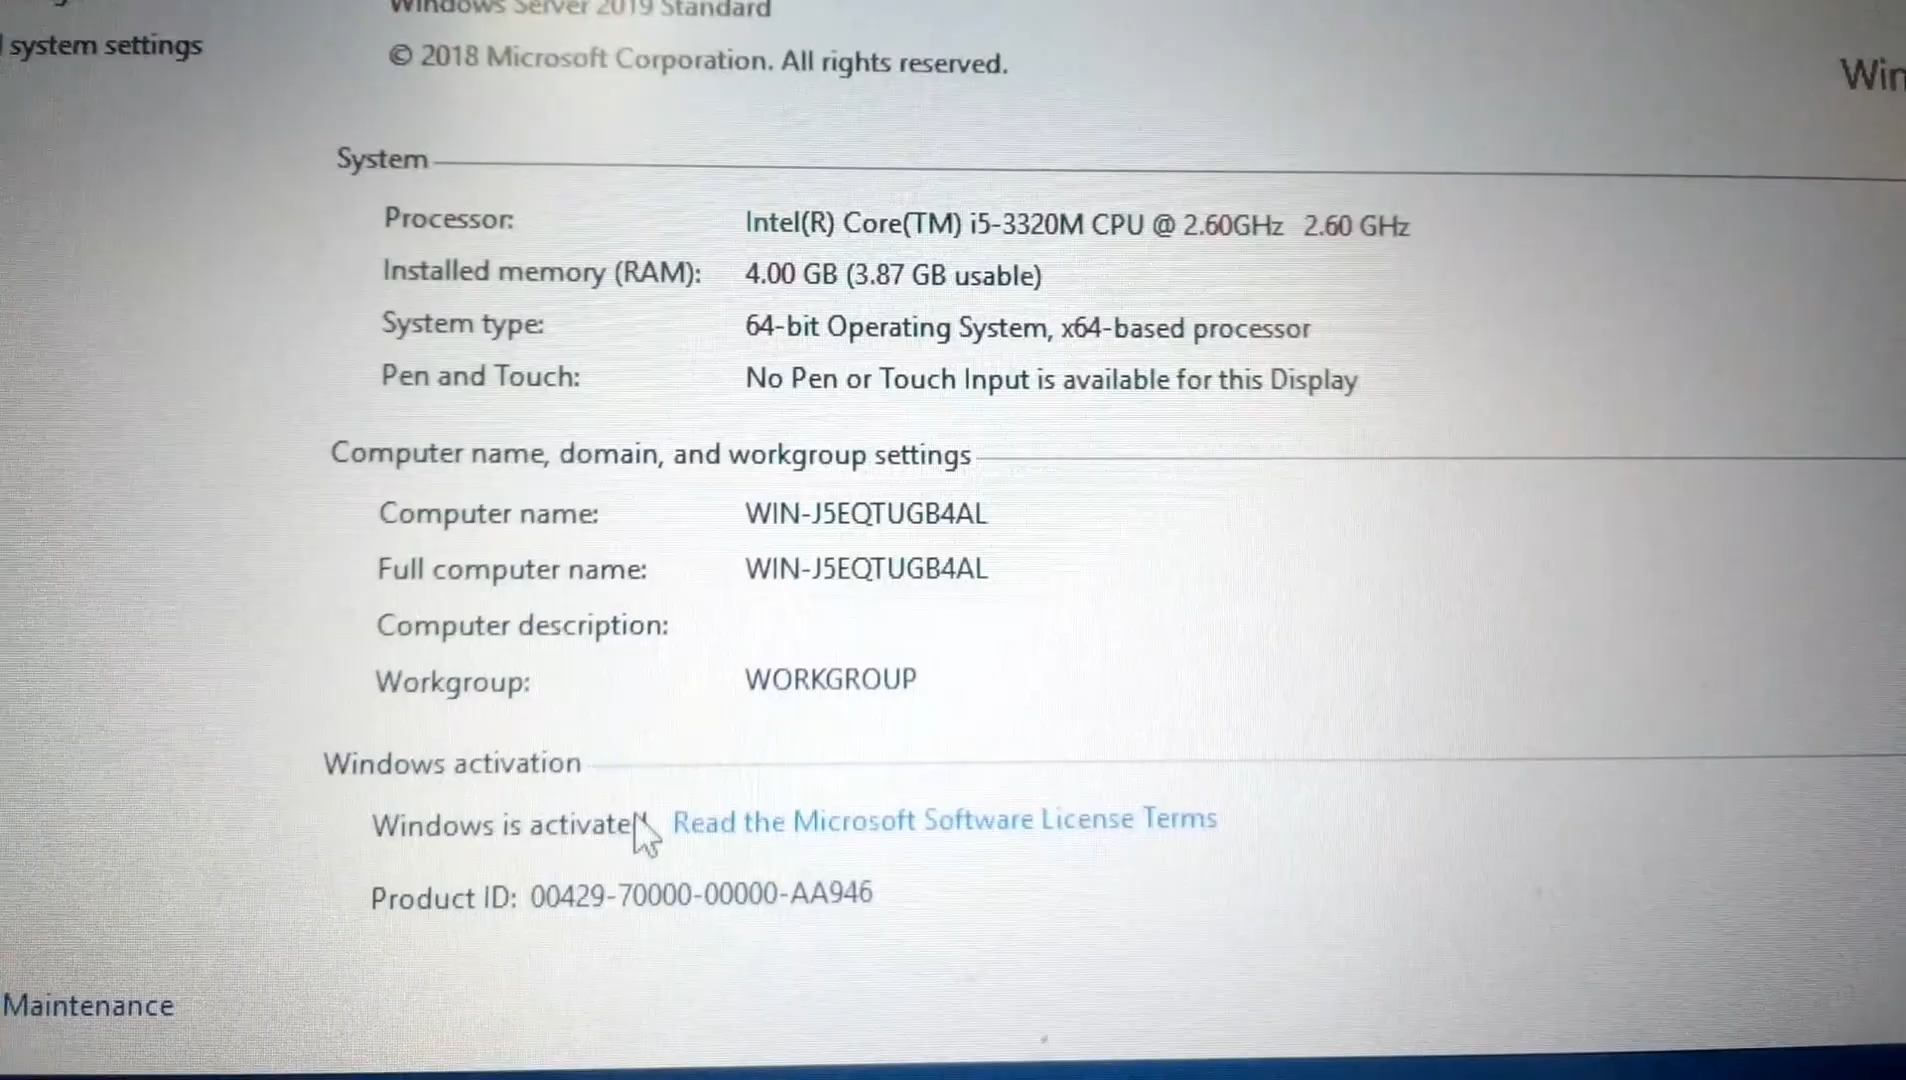 Windows Server 2019 Standard
system settings
© 2018 Microsoft Corporation. All rights reserved.
Win
System
Processor: Intel(R) Core(TM) i5-3320M CPU @ 2.60GHz 2.60 GHz
Installed memory (RAM): 4.00 GB (3.87 GB usable)
System type: 64-bit Operating System, x64-based processor
Pen and Touch: No Pen or Touch Input is available for this Display
Computer name, domain, and workgroup settings
Computer name: WIN-J5EQTUGB4AL
Full computer name: WIN-J5EQTUGB4AL
Computer description:
Workgroup: WORKGROUP
Windows activation
Windows is activate Read the Microsoft Software License Terms
Product ID: 00429-70000-00000-AA946
Maintenance